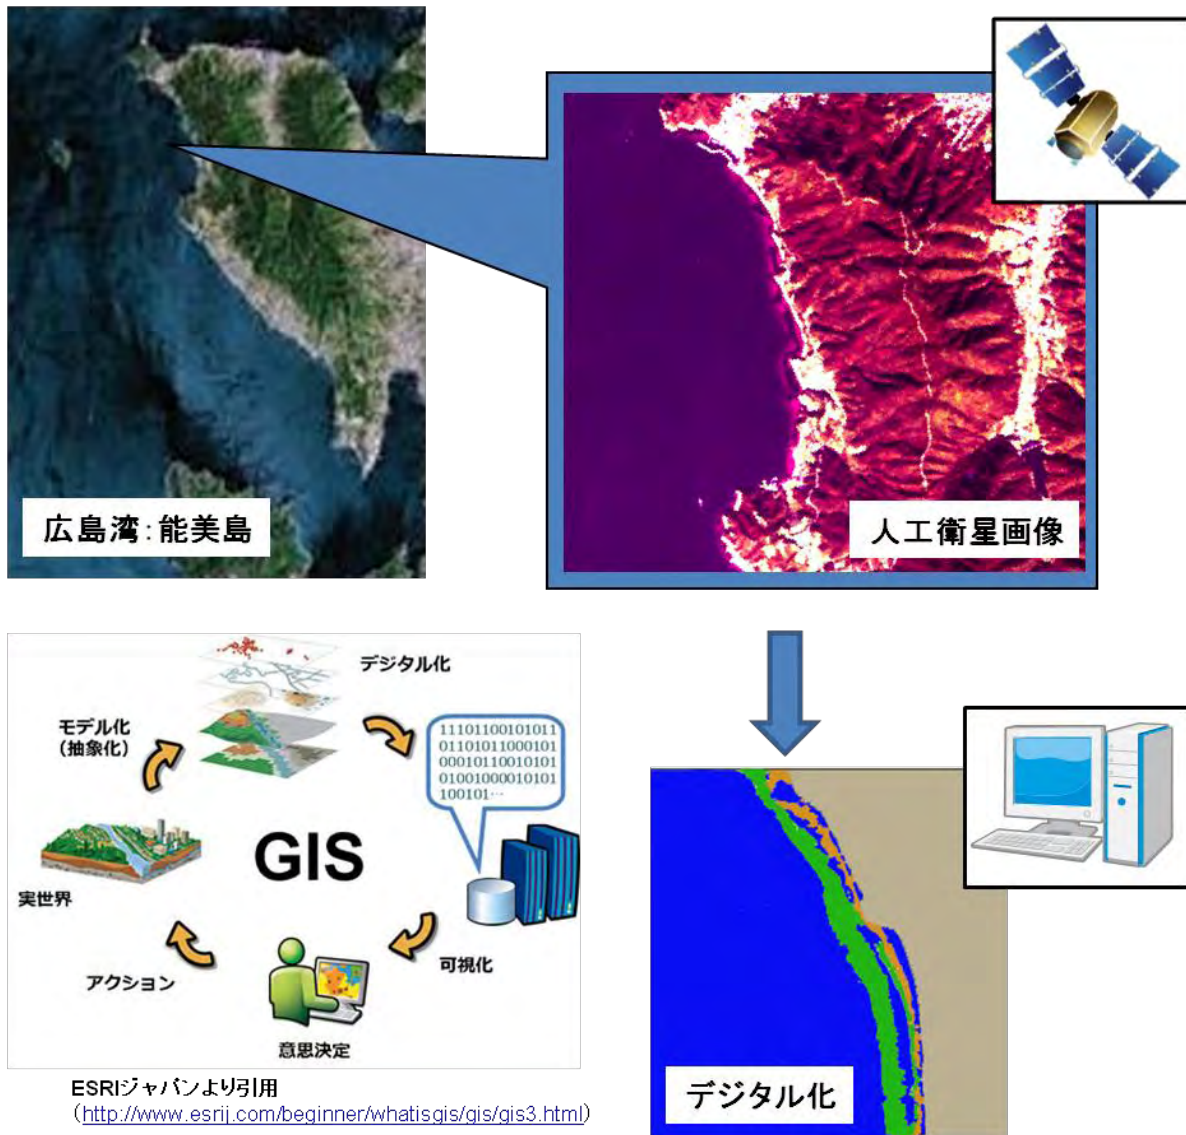 広島湾：能美島
人工衛星画像
デジタル化
モデル化
(抽象化)
11101100101011
01101011000101
00010110010101
01001000010101
100101…
GIS
実世界
可視化
アクション
意思決定
ESRIジャパンより引用
(http://www.esrij.com/beginner/whatisgis/gis/gis3.html)
デジタル化